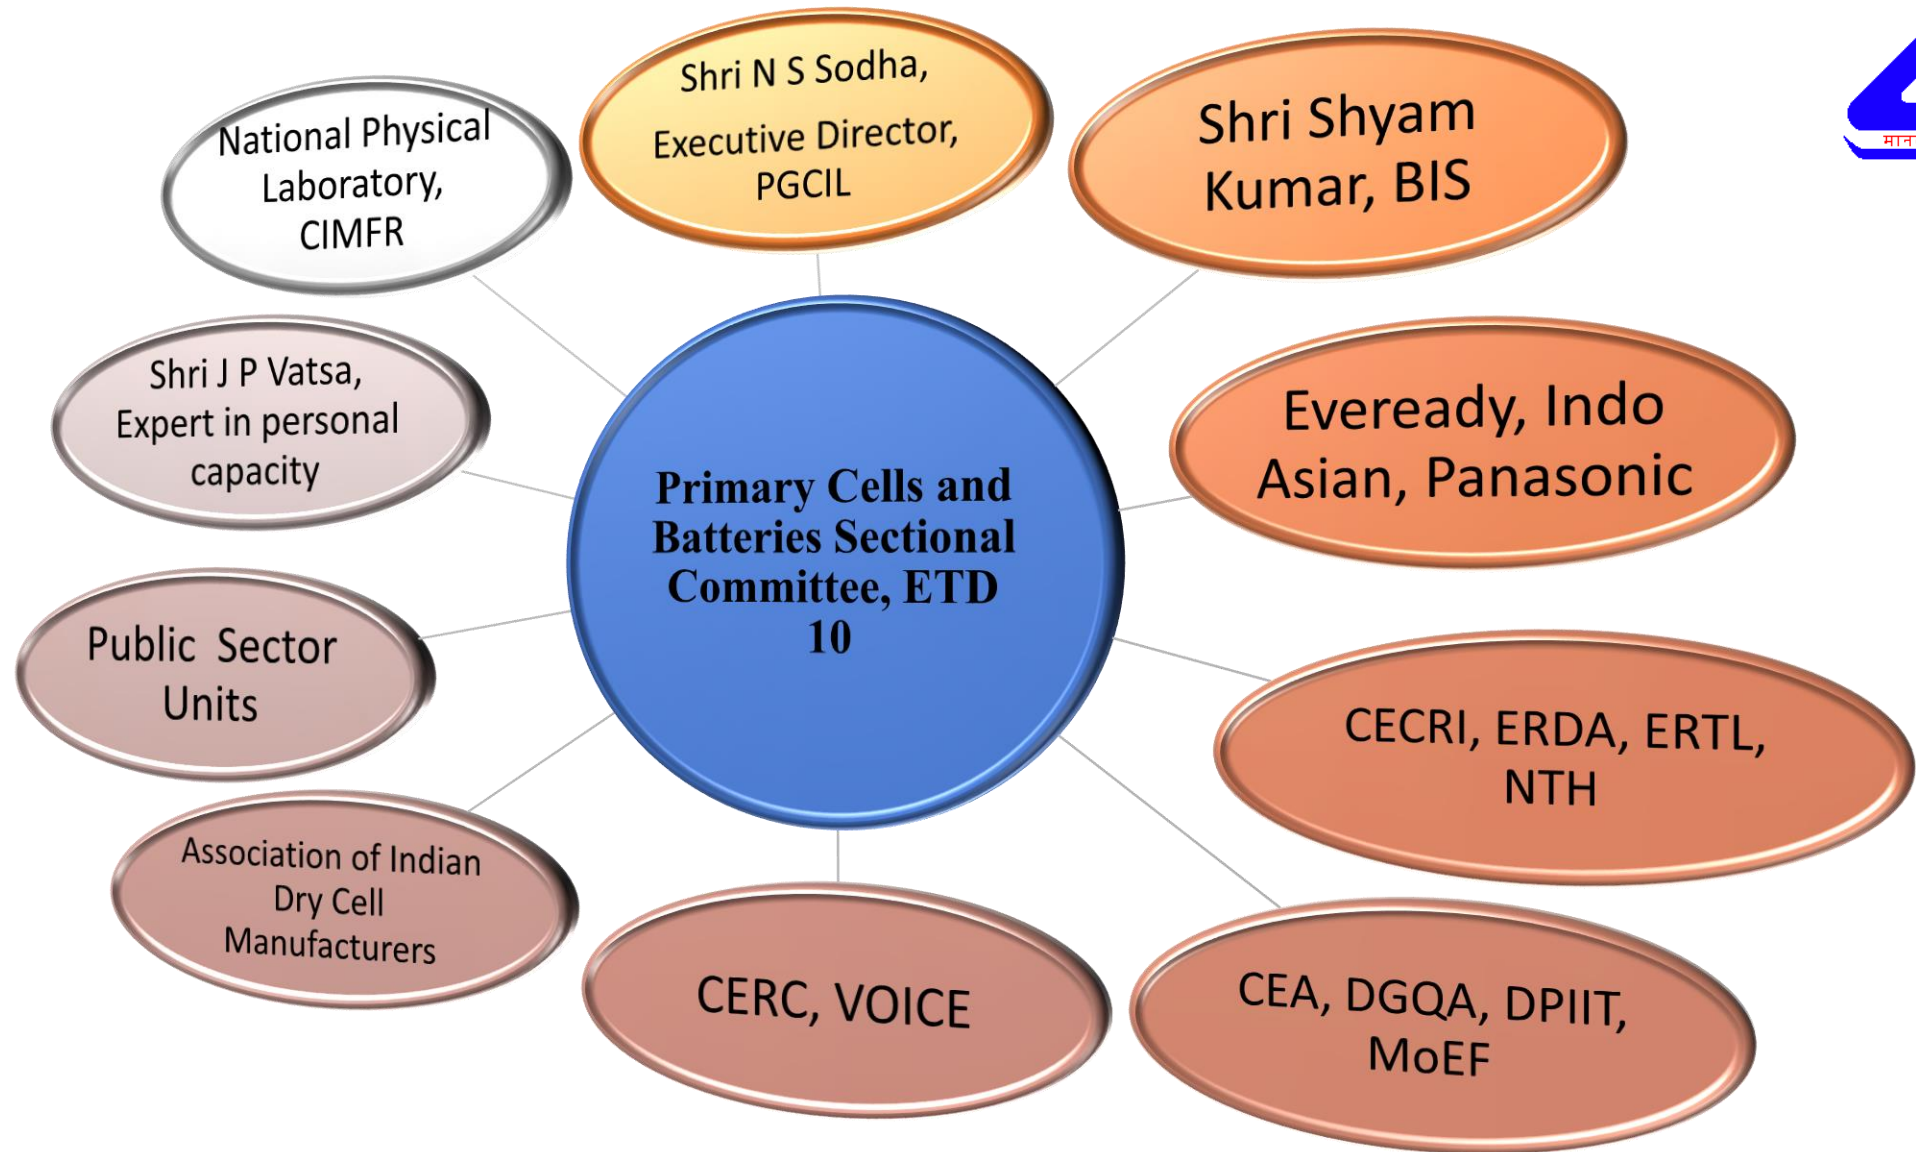 Shri N S Sodha,
Executive Director,
PGCIL
Shri Shyam
Kumar, BIS
Eveready, Indo
Asian, Panasonic
CECRI, ERDA, ERTL,
NTH
CEA, DGQA, DPIIT,
MoEF
CERC, VOICE
Association of Indian
Dry Cell
Manufacturers
Public Sector
Units
Shri J P Vatsa,
Expert in personal
capacity
National Physical
Laboratory,
CIMFR
Primary Cells and
Batteries Sectional
Committee, ETD
10